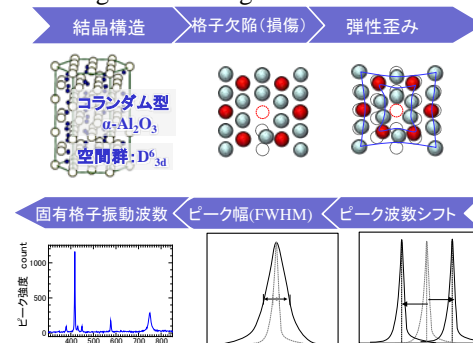 結晶構造
格子欠陥(損傷)
弾性歪み
コランダム型
α-Al2O3
空間群:D63d
固有格子振動波数
ピーク幅(FWHM)
ピーク波数シフト
ピーク強度 count
1000
500
0
400 500 600 700 800